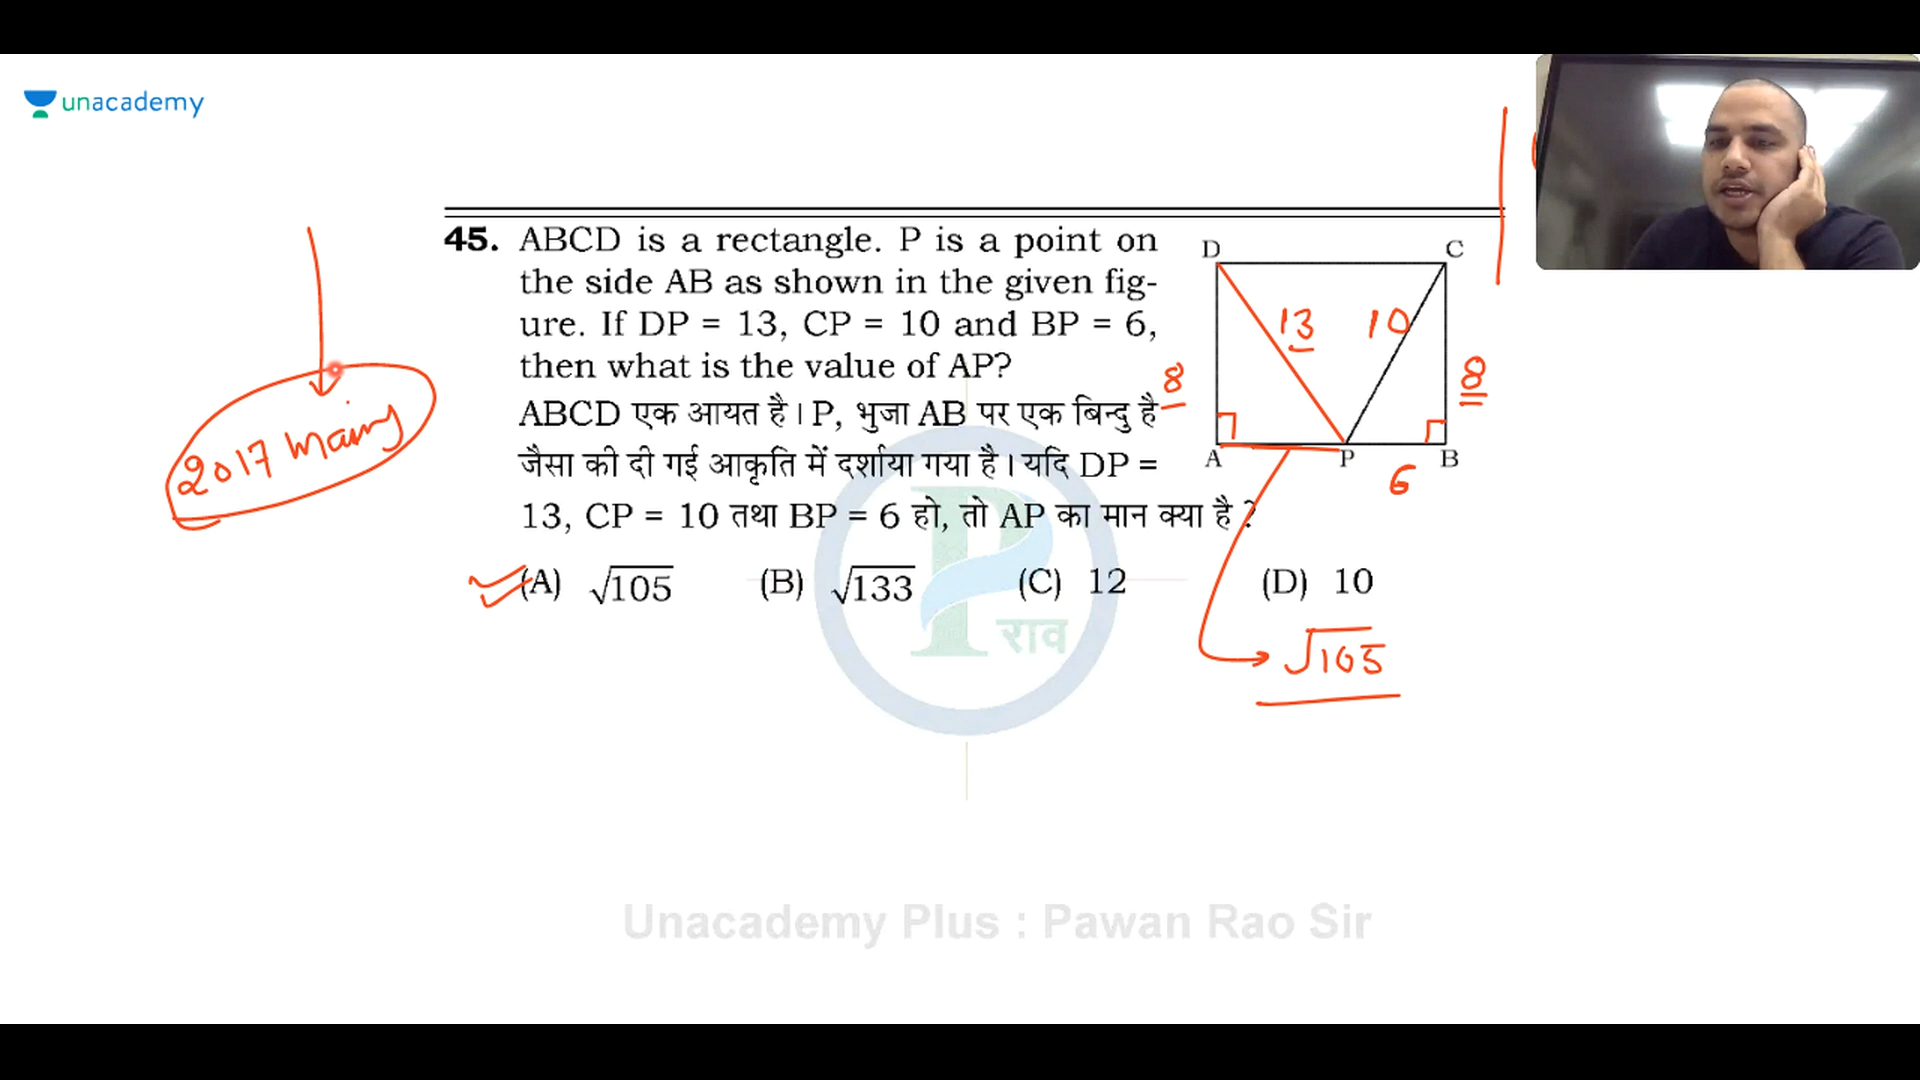 unacademy
45. ABCD is a rectangle. P is a point on
the side AB as shown in the given fig-
ure. If DP = 13, CP = 10 and BP = 6,
then what is the value of AP?
ABCD एक आयत है। P, भुजा AB पर एक बिन्दु है
जैसा की दी गई आकृति में दर्शाया गया है। यदि DP =
13, CP = 10 तथा BP = 6 हो, तो AP का मान क्या है ?
(A) √105 (B) √133 (C) 12 (D) 10
D C
13 10
8 8
A P B
6
√105
2017 mains
राव
Unacademy Plus : Pawan Rao Sir